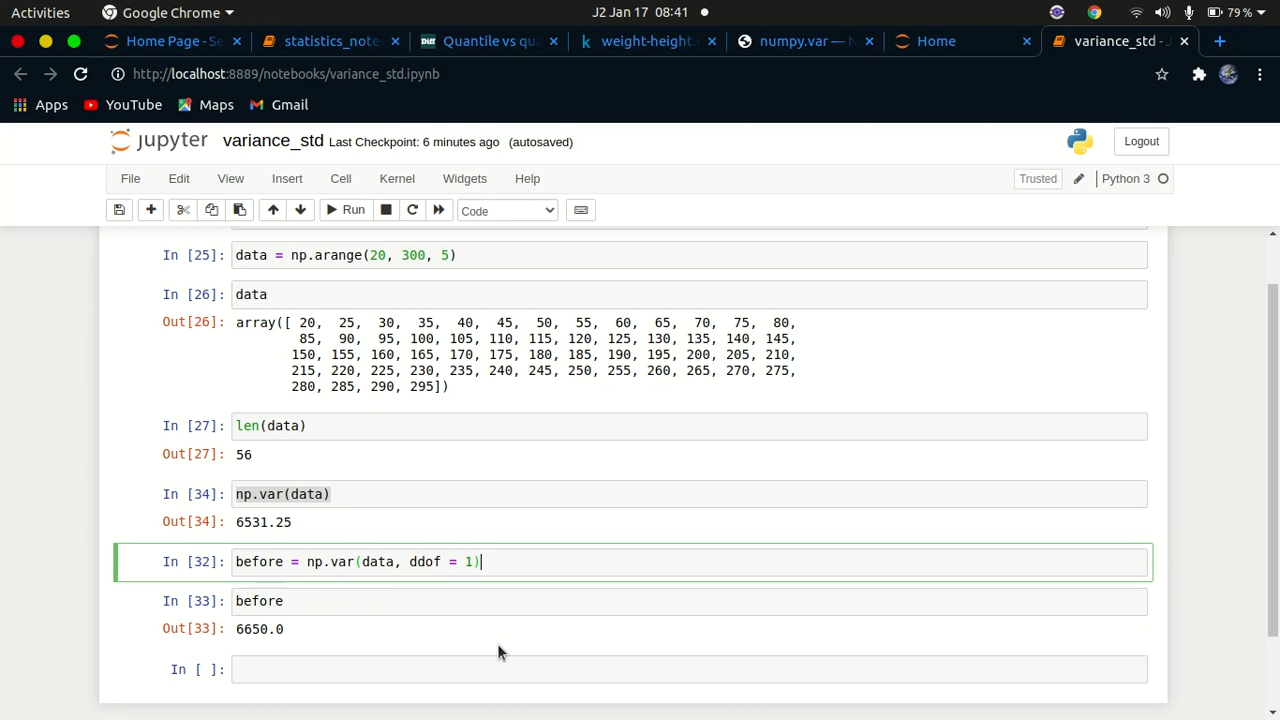 Activities Google Chrome J2 Jan 17 08:41 79 %
Home Page - Se statistics_note Quantile vs qu weight-height. numpy.var — N Home variance_std - J
http://localhost:8889/notebooks/variance_std.ipynb
Apps YouTube Maps Gmail
jupyter variance_std Last Checkpoint: 6 minutes ago (autosaved) Logout
File Edit View Insert Cell Kernel Widgets Help Trusted Python 3
Run Code
In [25]: data = np.arange(20, 300, 5)
In [26]: data
Out[26]: array([ 20, 25, 30, 35, 40, 45, 50, 55, 60, 65, 70, 75, 80,
85, 90, 95, 100, 105, 110, 115, 120, 125, 130, 135, 140, 145,
150, 155, 160, 165, 170, 175, 180, 185, 190, 195, 200, 205, 210,
215, 220, 225, 230, 235, 240, 245, 250, 255, 260, 265, 270, 275,
280, 285, 290, 295])
In [27]: len(data)
Out[27]: 56
In [34]: np.var(data)
Out[34]: 6531.25
In [32]: before = np.var(data, ddof = 1)
In [33]: before
Out[33]: 6650.0
In [ ]: